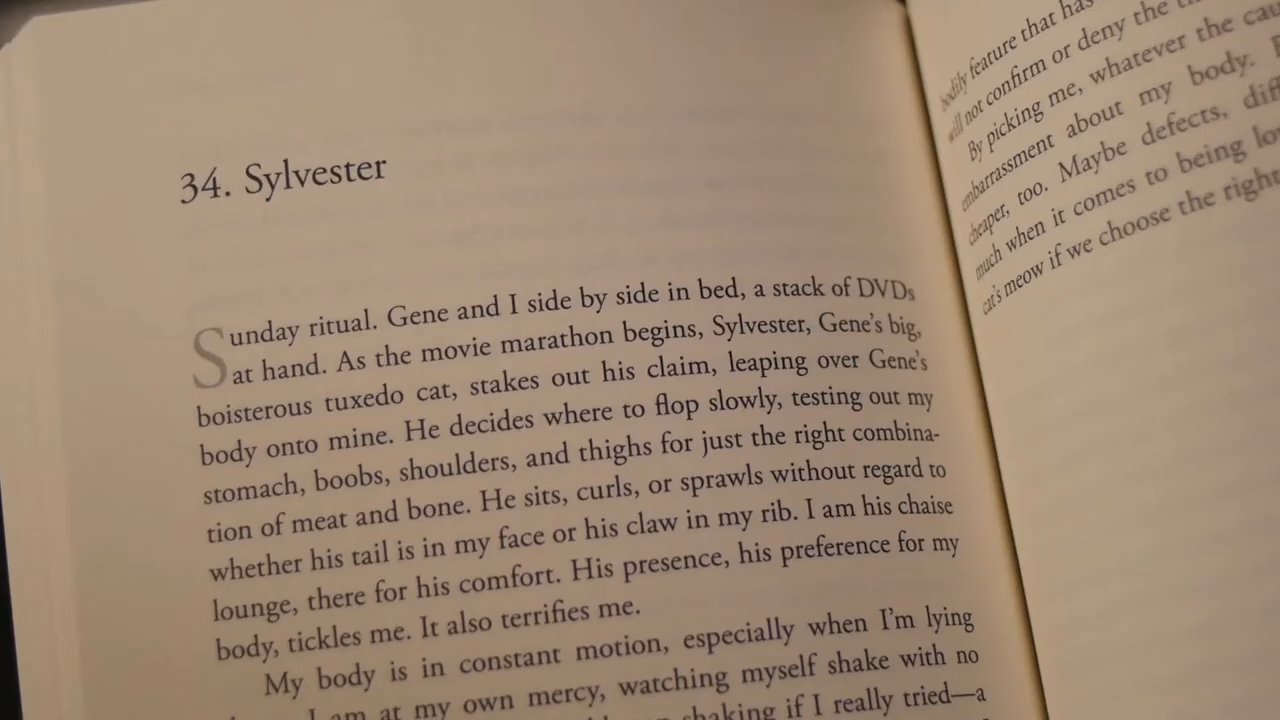 34. Sylvester
Sunday ritual. Gene and I side by side in bed, a stack of DVDs
at hand. As the movie marathon begins, Sylvester, Gene's big,
boisterous tuxedo cat, stakes out his claim, leaping over Gene's
body onto mine. He decides where to flop slowly, testing out my
stomach, boobs, shoulders, and thighs for just the right combina-
tion of meat and bone. He sits, curls, or sprawls without regard to
whether his tail is in my face or his claw in my rib. I am his chaise
lounge, there for his comfort. His presence, his preference for my
body, tickles me. It also terrifies me.
My body is in constant motion, especially when I'm lying
I am at my own mercy, watching myself shake with no
shaking if I really tried—a
bodily feature that has
will not confirm or deny the
By picking me, whatever the
embarrassment about my body.
cheaper, too. Maybe defects,
much when it comes to being
cat's meow if we choose the right